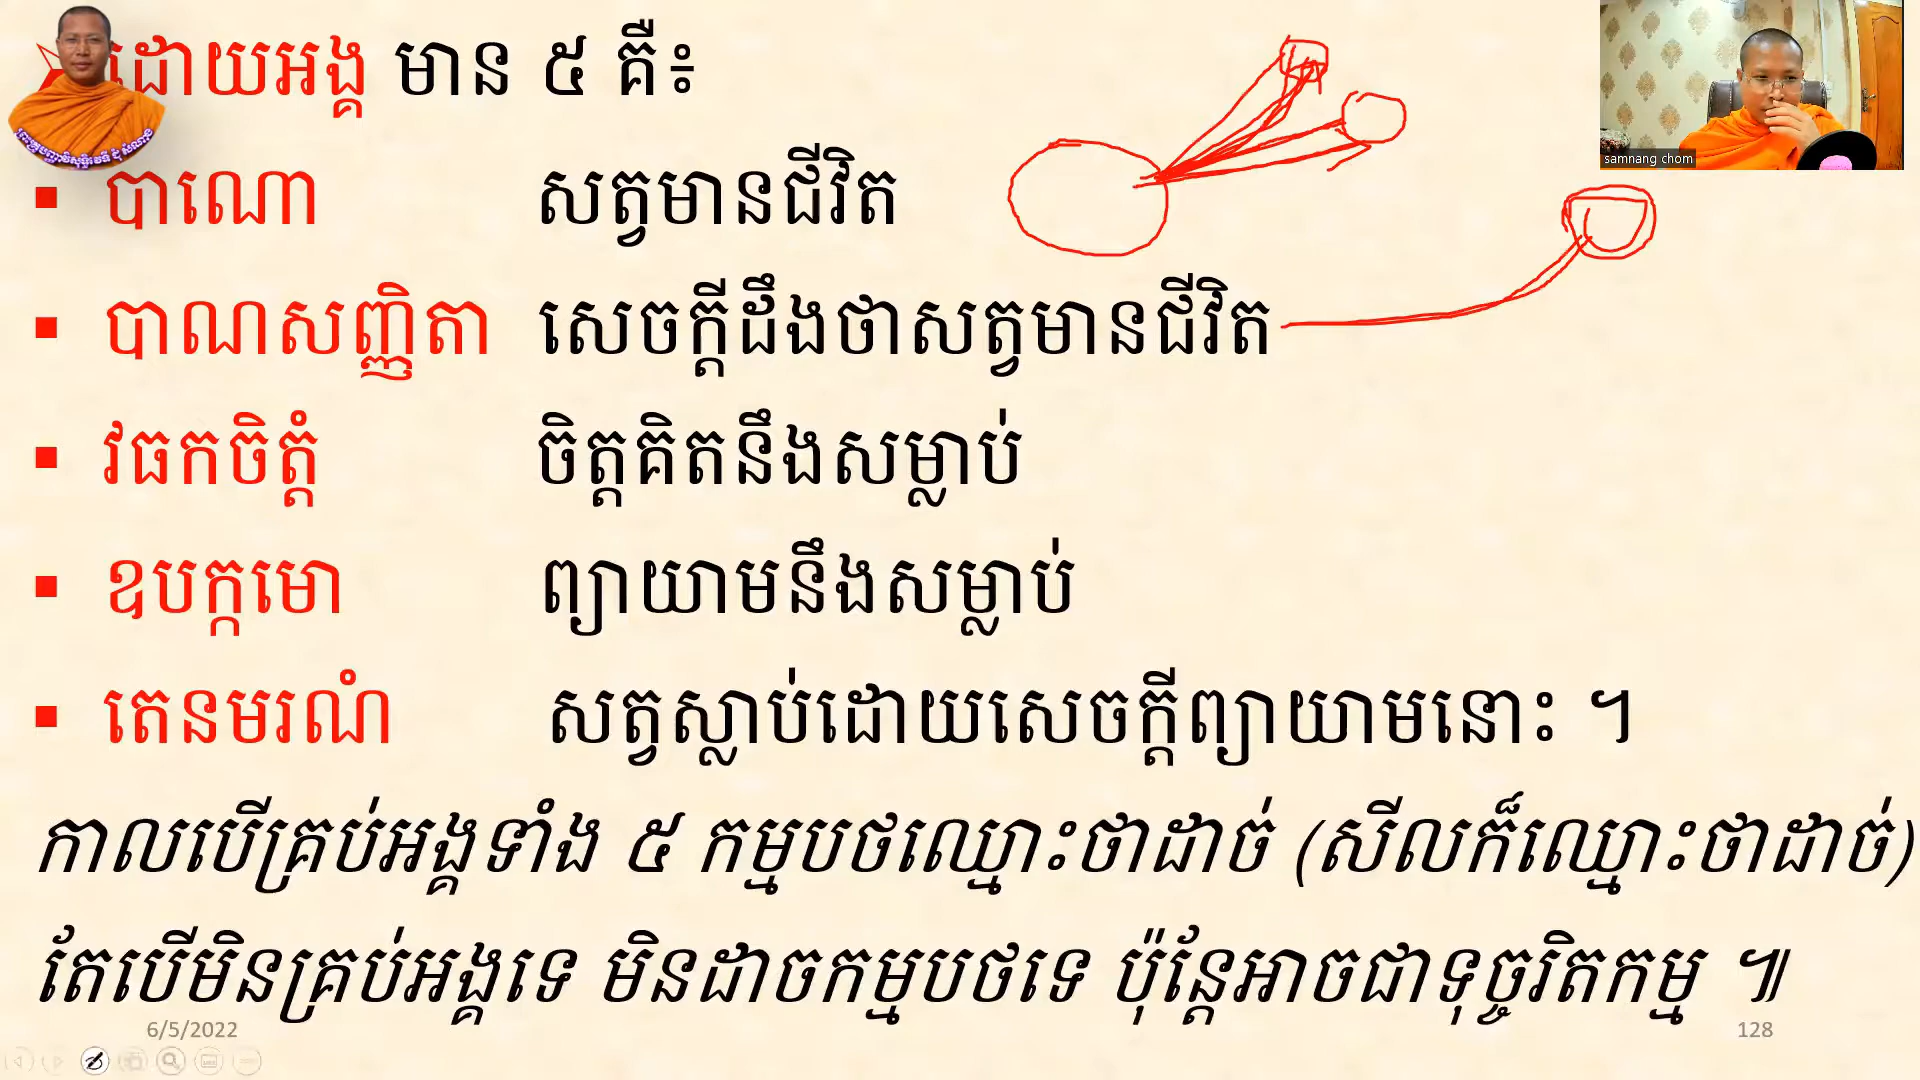 ដោយអង្គ មាន ៥ គឺ៖
samnang chom
▪ បាណោ សត្វមានជីវិត
▪ បាណសញ្ញិតា សេចក្ដីដឹងថាសត្វមានជីវិត
▪ វធកចិត្តំ ចិត្តគិតនឹងសម្លាប់
▪ ឧបក្កមោ ព្យាយាមនឹងសម្លាប់
▪ តេនមរណំ សត្វស្លាប់ដោយសេចក្ដីព្យាយាមនោះ ។
កាលបើគ្រប់អង្គទាំង ៥ កម្មបថឈ្មោះថាដាច់ (សីលក៏ឈ្មោះថាដាច់)
តែបើមិនគ្រប់អង្គទេ មិនដាចកម្មបថទេ ប៉ុន្តែអាចជាទុច្ចរិតកម្ម ៕
6/5/2022
128